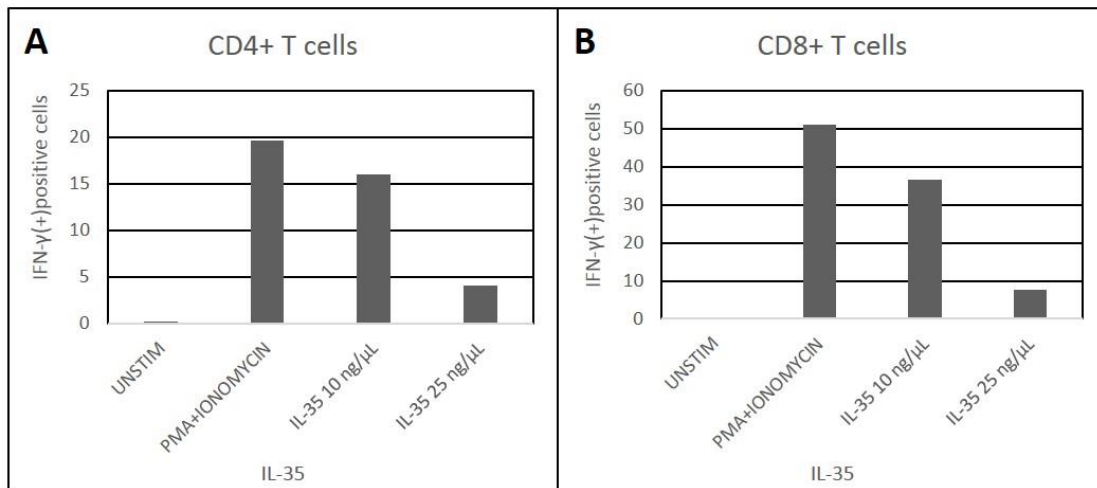 A
CD4+ T cells
IFN-γ(+)positive cells
25
20
15
10
5
0
UNSTIM
PMA+IONOMYCIN
IL-35 10 ng/µL
IL-35 25 ng/µL
IL-35
B
CD8+ T cells
IFN-γ(+)positive cells
60
50
40
30
20
10
0
UNSTIM
PMA+IONOMYCIN
IL-35 10 ng/µL
IL-35 25 ng/µL
IL-35